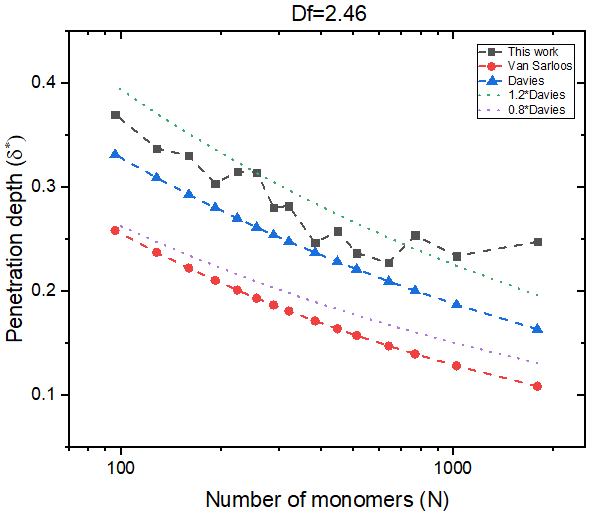 Df=2.46
This work
Van Sarloos
Davies
1.2*Davies
0.8*Davies
0.4
0.3
0.2
0.1
Penetration depth (δ*)
100
1000
Number of monomers (N)